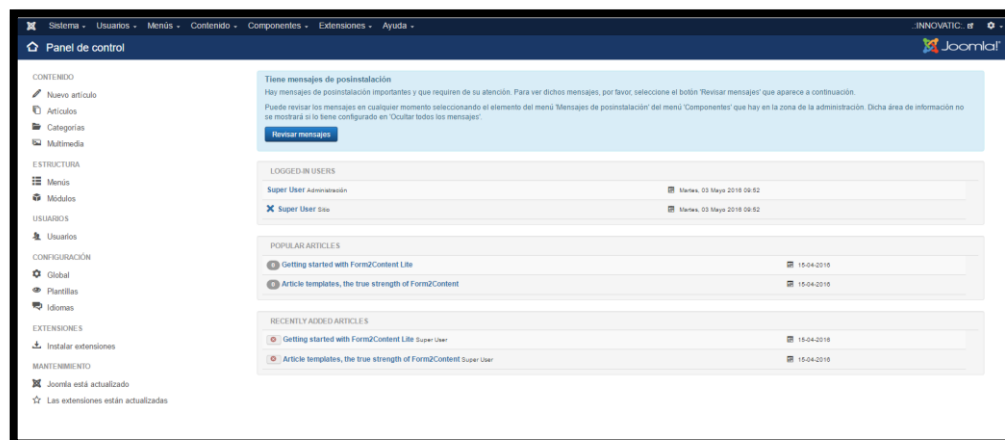 Sistema Usuarios Menús Contenido Componentes Extensiones Ayuda .:INNOVATIC:.
Panel de control Joomla!
CONTENIDO
Nuevo artículo
Artículos
Categorías
Multimedia
ESTRUCTURA
Menús
Módulos
USUARIOS
Usuarios
CONFIGURACIÓN
Global
Plantillas
Idiomas
EXTENSIONES
Instalar extensiones
MANTENIMIENTO
Joomla está actualizado
Las extensiones están actualizadas
Tiene mensajes de posinstalación
Hay mensajes de posinstalación importantes y que requieren de su atención. Para ver dichos mensajes, por favor, seleccione el botón 'Revisar mensajes' que aparece a continuación.
Puede revisar los mensajes en cualquier momento seleccionando el elemento del menú 'Mensajes de posinstalación' del menú 'Componentes' que hay en la zona de la administración. Dicha área de información no
se mostrará si lo tiene configurado en 'Ocultar todos los mensajes'.
Revisar mensajes
LOGGED-IN USERS
Super User Administración Martes, 03 Mayo 2016 09:52
Super User Sitio Martes, 03 Mayo 2016 09:52
POPULAR ARTICLES
0 Getting started with Form2Content Lite 15-04-2016
0 Article templates, the true strength of Form2Content 15-04-2016
RECENTLY ADDED ARTICLES
Getting started with Form2Content Lite Super User 15-04-2016
Article templates, the true strength of Form2Content Super User 15-04-2016